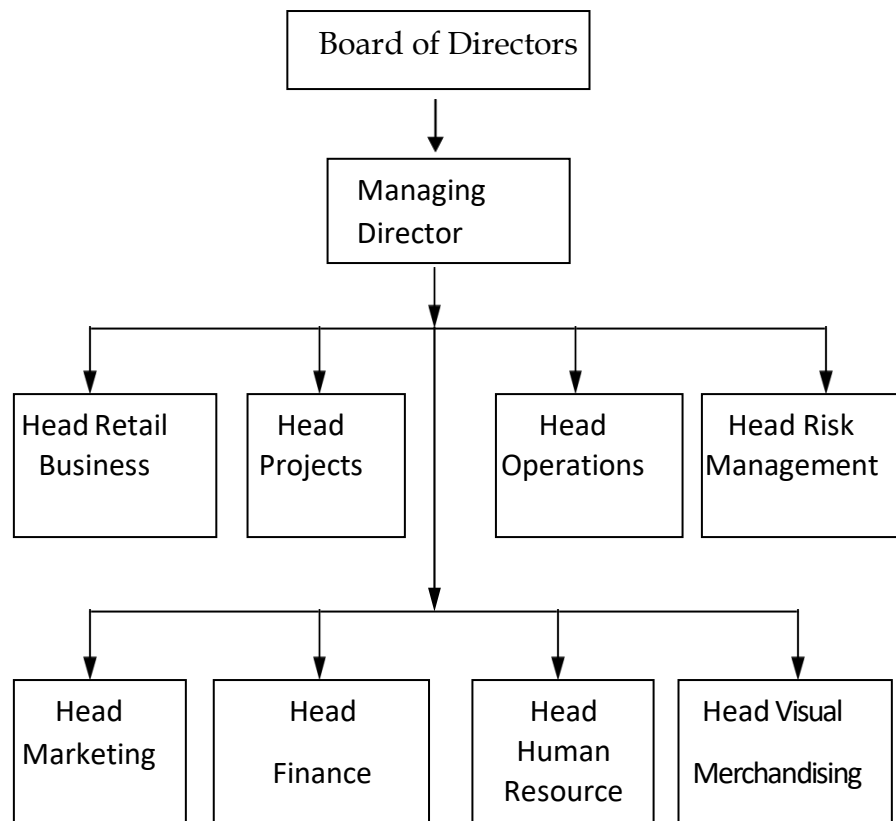 Board of Directors
Managing
Director
Head Retail
Business
Head
Projects
Head
Operations
Head Risk
Management
Head
Marketing
Head
Finance
Head
Human
Resource
Head Visual
Merchandising